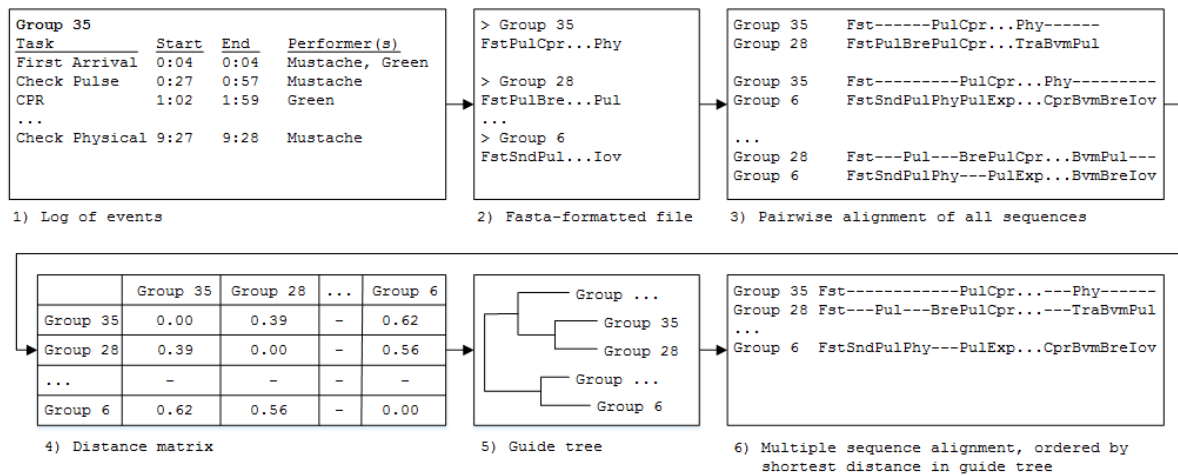 Group 35
Task Start End Performer(s)
First Arrival 0:04 0:04 Mustache, Green
Check Pulse 0:27 0:57 Mustache
CPR 1:02 1:59 Green
...
Check Physical 9:27 9:28 Mustache
1) Log of events
> Group 35
FstPulCpr...Phy
> Group 28
FstPulBre...Pul
...
> Group 6
FstSndPul...Iov
2) Fasta-formatted file
Group 35 Fst------PulCpr...Phy------
Group 28 FstPulBrePulCpr...TraBvmPul
Group 35 Fst---------PulCpr...Phy---------
Group 6 FstSndPulPhyPulExp...CprBvmBreIov
...
Group 28 Fst---Pul---BrePulCpr...BvmPul---
Group 6 FstSndPulPhy---PulExp...BvmBreIov
3) Pairwise alignment of all sequences
Group 35 Group 28 ... Group 6
Group 35 0.00 0.39 – 0.62
Group 28 0.39 0.00 – 0.56
... – – – –
Group 6 0.62 0.56 – 0.00
4) Distance matrix
Group ...
Group 35
Group 28
Group ...
Group 6
5) Guide tree
Group 35 Fst------------PulCpr...---Phy------
Group 28 Fst---Pul---BrePulCpr...---TraBvmPul
...
Group 6 FstSndPulPhy---PulExp...CprBvmBreIov
6) Multiple sequence alignment, ordered by
shortest distance in guide tree